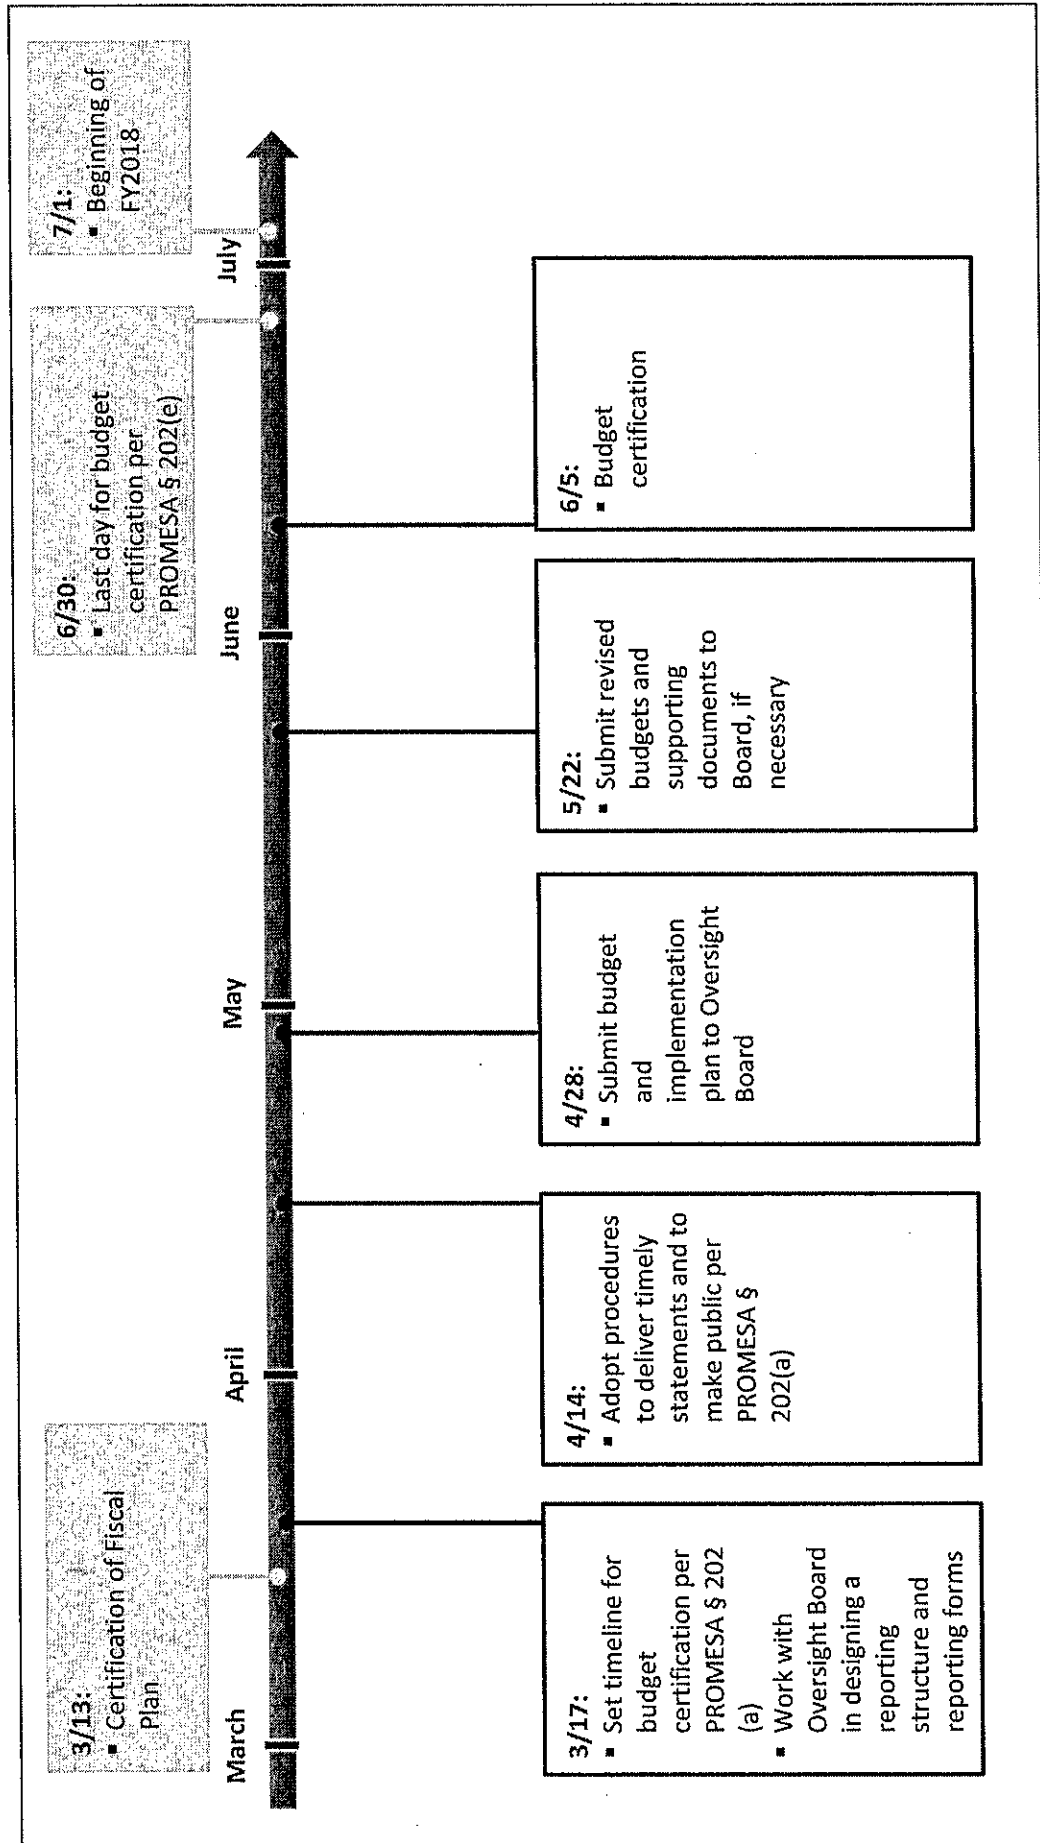 3/13:
▪ Certification of Fiscal
Plan
6/30:
▪ Last day for budget
certification per
PROMESA § 202(e)
7/1:
▪ Beginning of
FY2018
March
April
May
June
July
3/17:
▪ Set timeline for
budget
certification per
PROMESA § 202
(a)
▪ Work with
Oversight Board
in designing a
reporting
structure and
reporting forms
4/14:
▪ Adopt procedures
to deliver timely
statements and to
make public per
PROMESA §
202(a)
4/28:
▪ Submit budget
and
implementation
plan to Oversight
Board
5/22:
▪ Submit revised
budgets and
supporting
documents to
Board, if
necessary
6/5:
▪ Budget
certification